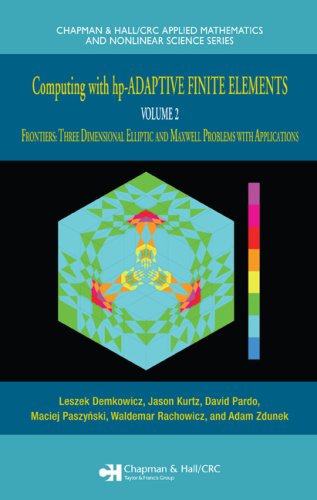 CHAPMAN & HALL/CRC APPLIED MATHEMATICS
AND NONLINEAR SCIENCE SERIES
Computing with hp-ADAPTIVE FINITE ELEMENTS
VOLUME 2
FRONTIERS: THREE DIMENSIONAL ELLIPTIC AND MAXWELL PROBLEMS WITH APPLICATIONS
Leszek Demkowicz, Jason Kurtz, David Pardo,
Maciej Paszyński, Waldemar Rachowicz, and Adam Zdunek
Chapman & Hall/CRC
Taylor & Francis Group